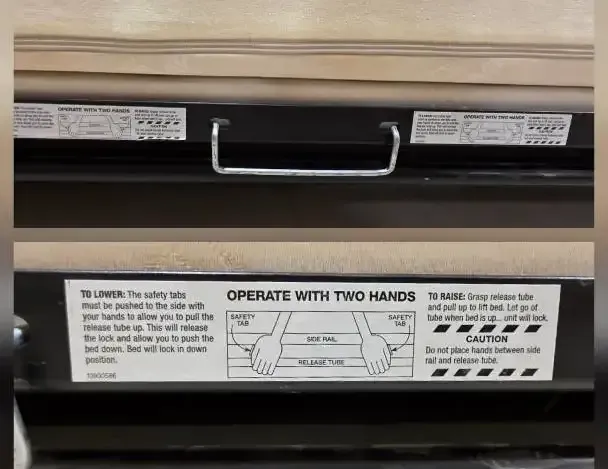 OPERATE WITH TWO HANDS
OPERATE WITH TWO HANDS
CAUTION
TO LOWER: The safety tabs
must be pushed to the side with
your hands to allow you to pull the
release tube up. This will release
the lock and allow you to push the
bed down. Bed will lock in down
position.
OPERATE WITH TWO HANDS
SAFETY
TAB
SIDE RAIL
RELEASE TUBE
SAFETY
TAB
TO RAISE: Grasp release tube
and pull up to lift bed. Let go of
tube when bed is up... unit will lock.
CAUTION
Do not place hands between side
rail and release tube.